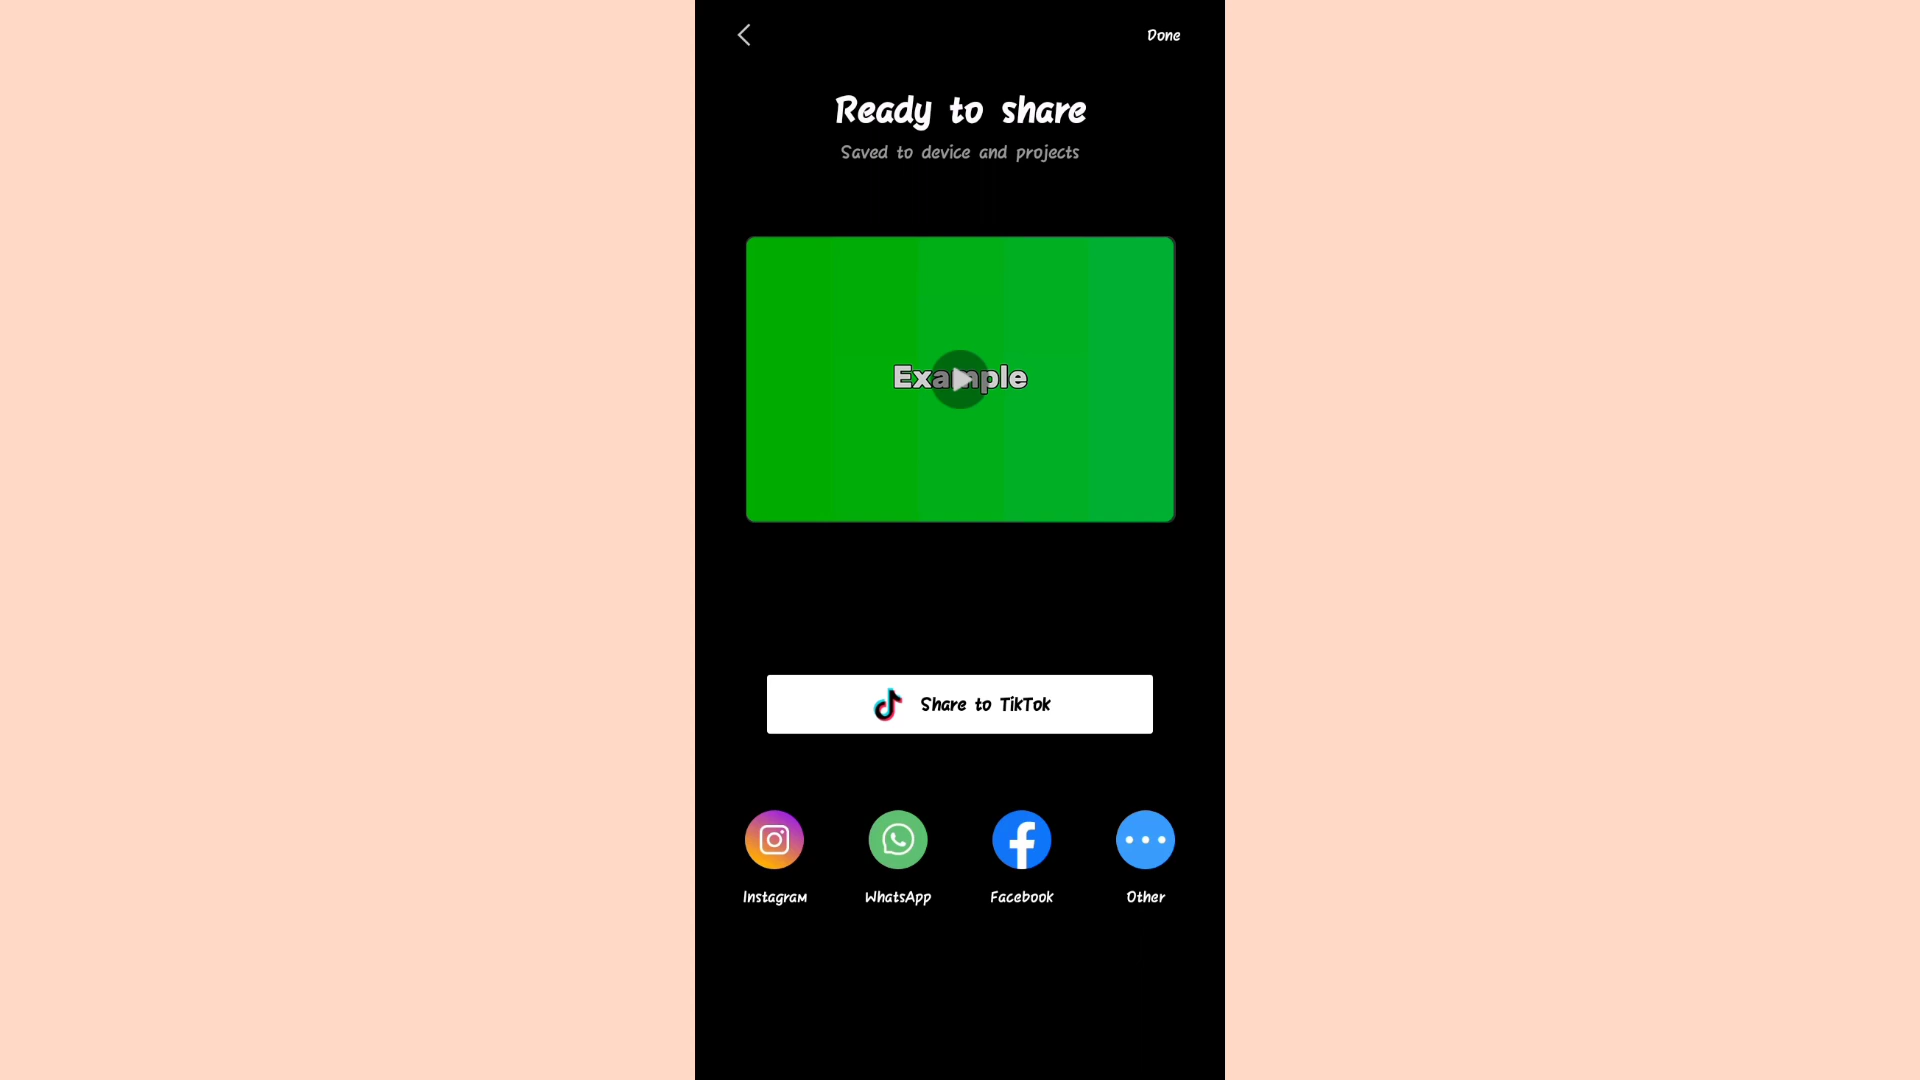 Done
Ready to share
Saved to device and projects
Example
Share to TikTok
Instagram WhatsApp Facebook Other